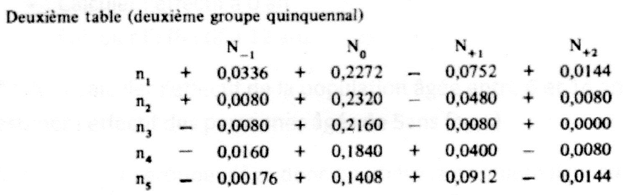 Deuxième table (deuxième groupe quinquennal)
N₋₁ N₀ N₊₁ N₊₂
n₁ + 0,0336 + 0,2272 − 0,0752 + 0,0144
n₂ + 0,0080 + 0,2320 − 0,0480 + 0,0080
n₃ − 0,0080 + 0,2160 − 0,0080 + 0,0000
n₄ − 0,0160 + 0,1840 + 0,0400 − 0,0080
n₅ − 0,00176 + 0,1408 + 0,0912 − 0,0144